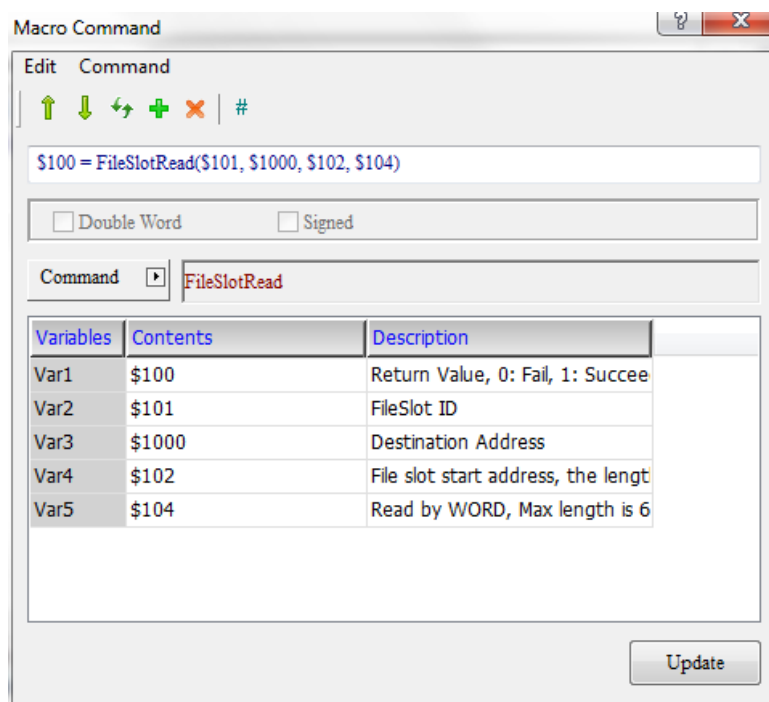 Macro Command
Edit Command
#
$100 = FileSlotRead($101, $1000, $102, $104)
Double Word Signed
Command FileSlotRead
Variables Contents Description
Var1 $100 Return Value, 0: Fail, 1: Succee
Var2 $101 FileSlot ID
Var3 $1000 Destination Address
Var4 $102 File slot start address, the lengt
Var5 $104 Read by WORD, Max length is 6
Update